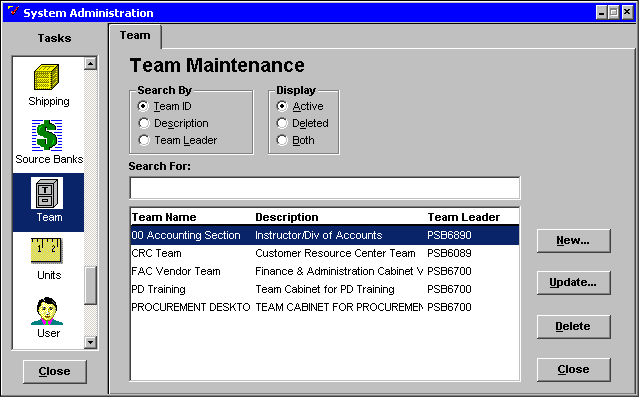 System Administration
Tasks
Shipping
Source Banks
Team
1 2
Units
User
Close
Team
Team Maintenance
Search By
Team ID
Description
Team Leader
Display
Active
Deleted
Both
Search For:
Team Name Description Team Leader
00 Accounting Section Instructor/Div of Accounts PSB6890
CRC Team Customer Resource Center Team PSB6089
FAC Vendor Team Finance & Administration Cabinet V PSB6700
PD Training Team Cabinet for PD Training PSB6700
PROCUREMENT DESKTO TEAM CABINET FOR PROCUREMEN PSB6700
New...
Update...
Delete
Close